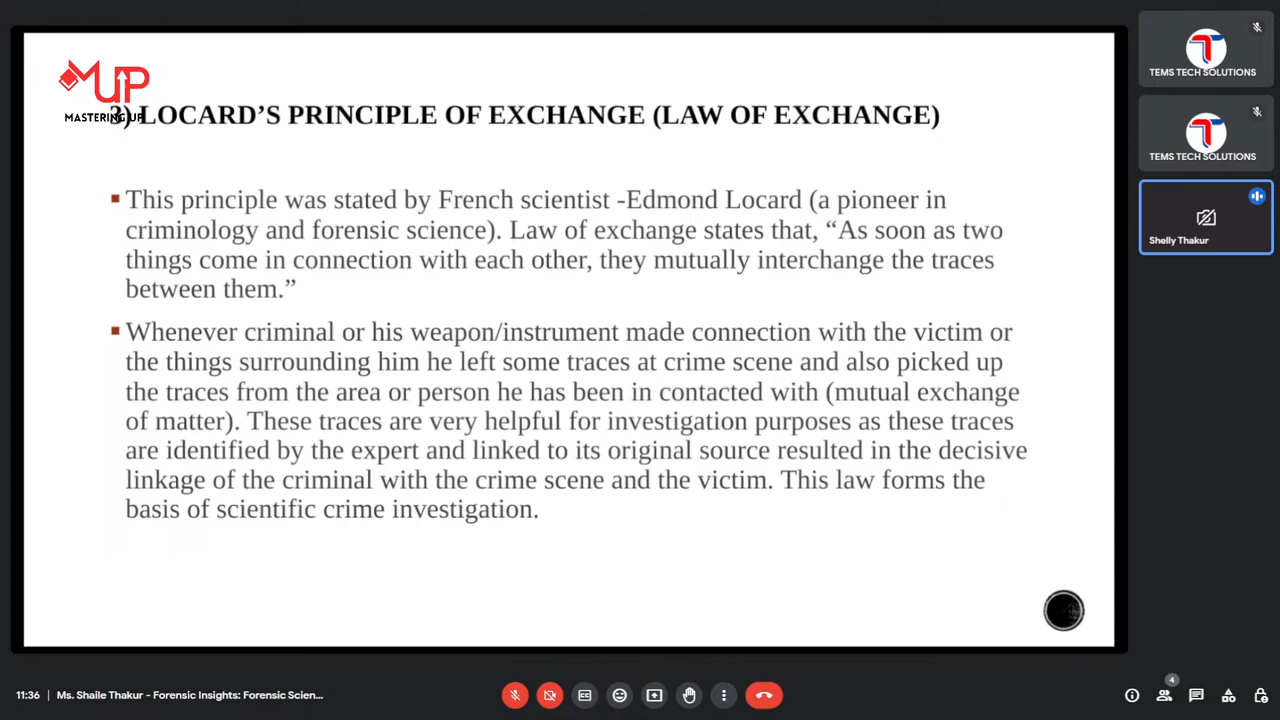 MUP
MASTERING UP
3) LOCARD'S PRINCIPLE OF EXCHANGE (LAW OF EXCHANGE)
This principle was stated by French scientist -Edmond Locard (a pioneer in
criminology and forensic science). Law of exchange states that, “As soon as two
things come in connection with each other, they mutually interchange the traces
between them.”
Whenever criminal or his weapon/instrument made connection with the victim or
the things surrounding him he left some traces at crime scene and also picked up
the traces from the area or person he has been in contacted with (mutual exchange
of matter). These traces are very helpful for investigation purposes as these traces
are identified by the expert and linked to its original source resulted in the decisive
linkage of the criminal with the crime scene and the victim. This law forms the
basis of scientific crime investigation.
TEMS TECH SOLUTIONS
TEMS TECH SOLUTIONS
Shelly Thakur
11:36 | Ms. Shaile Thakur - Forensic Insights: Forensic Scien...
4